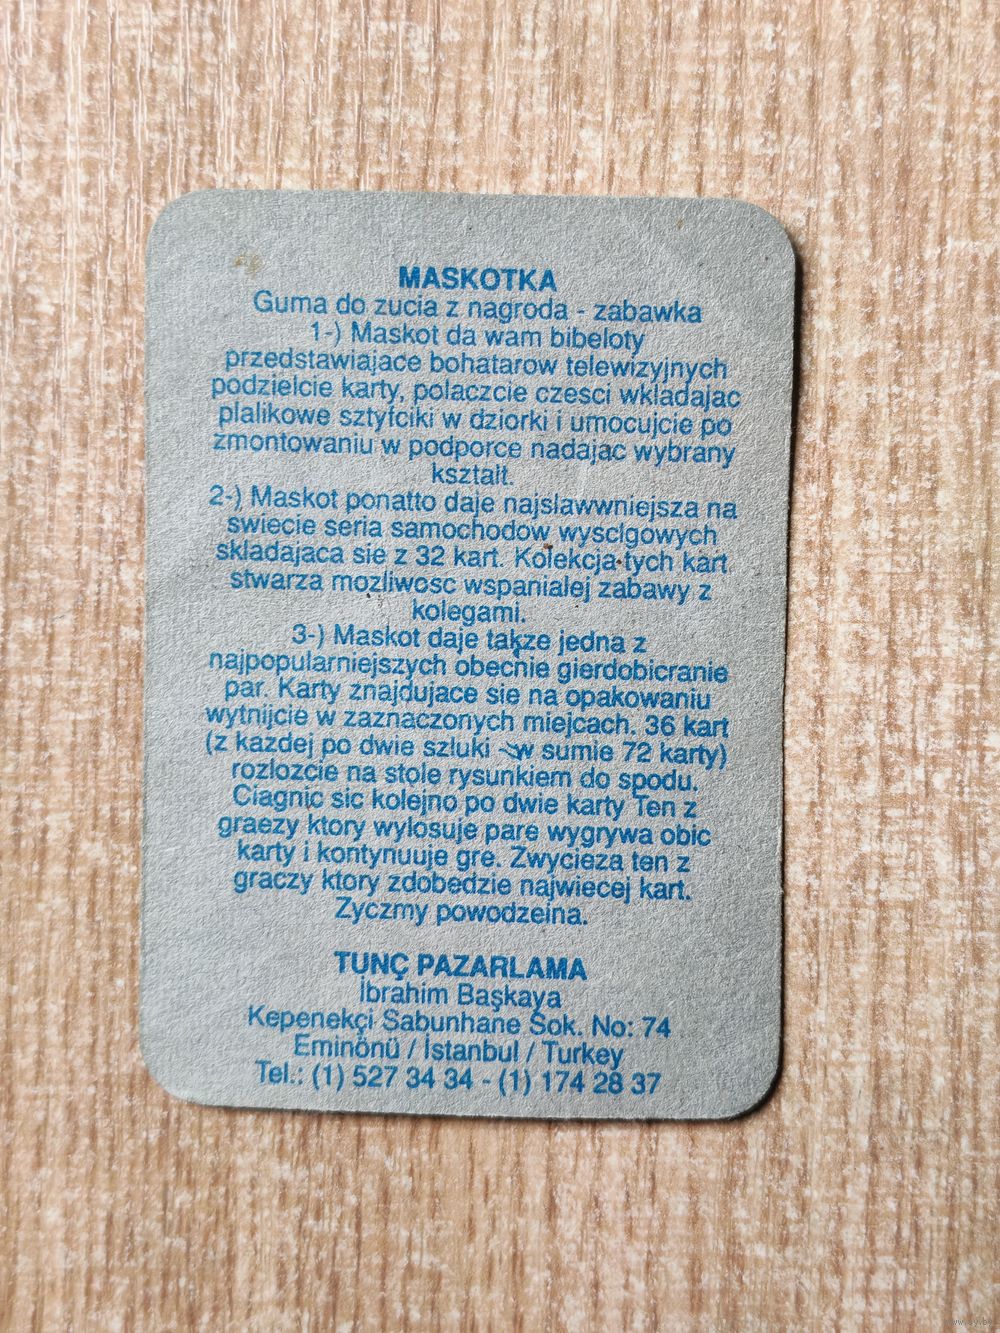 MASKOTKA
Guma do zucia z nagroda - zabawka
1-) Maskot da wam bibeloty
przedstawiajace bohatarow telewizyjnych
podzielcie karty, polaczcie czesci wkladajac
plalikowe sztyfciki w dziorki i umocujcie po
zmontowaniu w podporce nadajac wybrany
ksztalt.
2-) Maskot ponatto daje najslawwniejsza na
swiecie seria samochodow wyscigowych
skladajaca sie z 32 kart. Kolekcja tych kart
stwarza mozliwosc wspanialej zabawy z
kolegami.
3-) Maskot daje takze jedna z
najpopularniejszych obecnie gierdobicranie
par. Karty znajdujace sie na opakowaniu
wytnijcie w zaznaczonych miejcach. 36 kart
(z kazdej po dwie szluki - w sumie 72 karty)
rozlozcie na stole rysunkiem do spodu.
Ciagnic sic kolejno po dwie karty Ten z
graezy ktory wylosuje pare wygrywa obic
karty i kontynuuje gre. Zwycieza ten z
graczy ktory zdobedzie najwiecej kart.
Zyczmy powodzeina.
TUNÇ PAZARLAMA
İbrahim Başkaya
Kepenekçi Sabunhane Sok. No: 74
Eminönü / İstanbul / Turkey
Tel.: (1) 527 34 34 - (1) 174 28 37